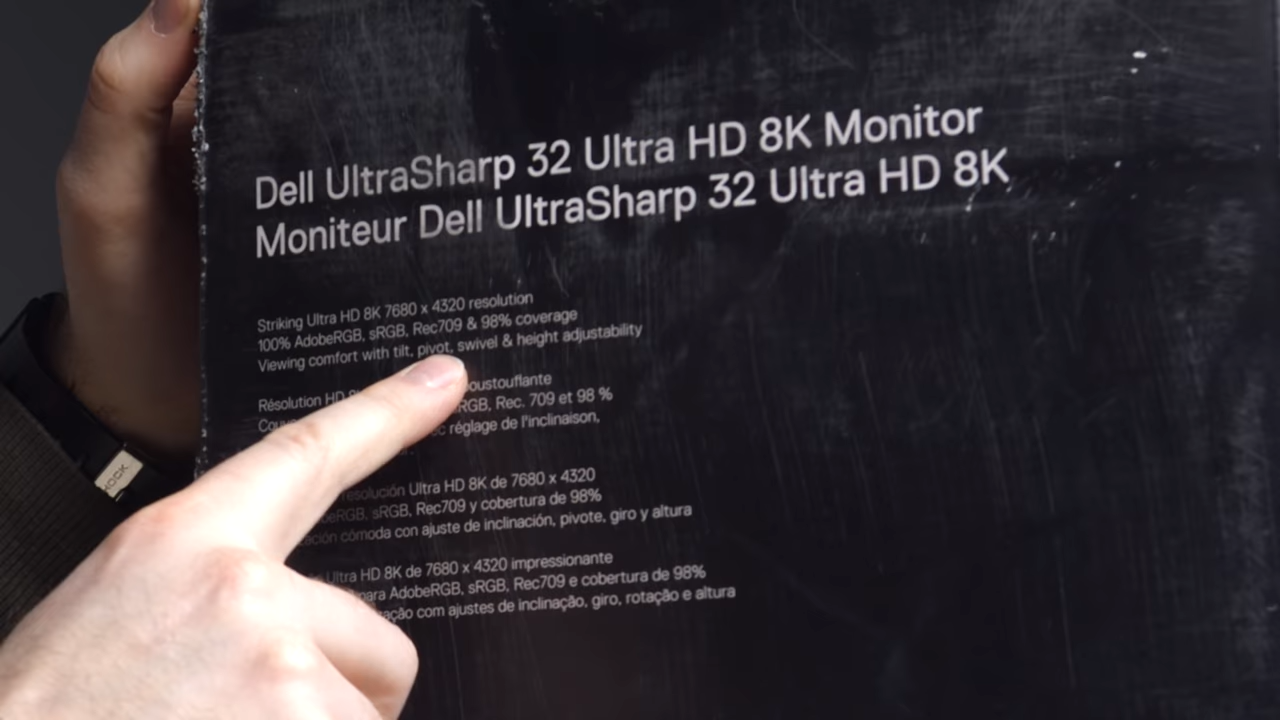 Dell UltraSharp 32 Ultra HD 8K Monitor
Moniteur Dell UltraSharp 32 Ultra HD 8K
Striking Ultra HD 8K 7680 x 4320 resolution
100% AdobeRGB, sRGB, Rec709 & 98% coverage
Viewing comfort with tilt, pivot, swivel & height adjustability
Résolution HD
RGB, Rec. 709 et 98 %
réglage de l'inclinaison,
resolución Ultra HD 8K de 7680 x 4320
sRGB, Rec709 y cobertura de 98%
cómoda con ajuste de inclinación, pivote, giro y altura
Ultra HD 8K de 7680 x 4320 impressionante
para AdobeRGB, sRGB, Rec709 e cobertura de 98%
com ajustes de inclinação, giro, rotação e altura